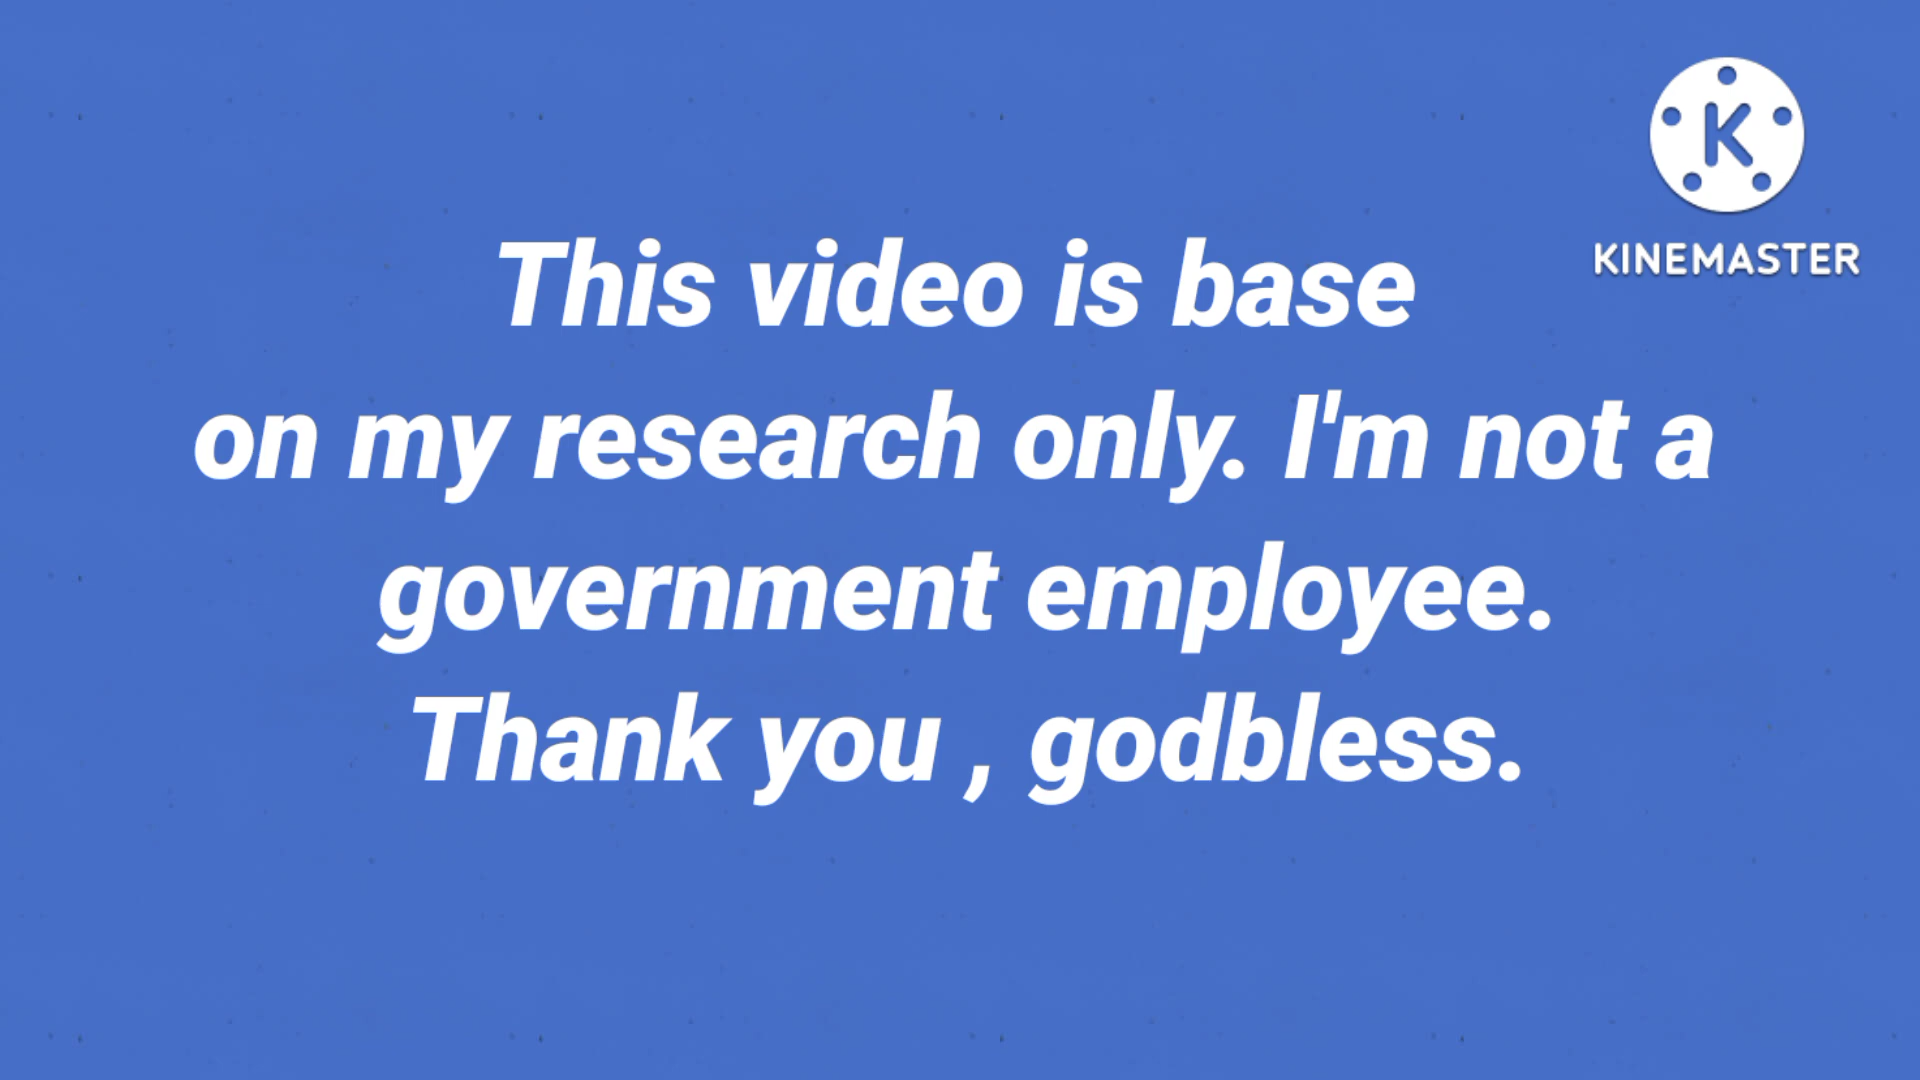 KINEMASTER
This video is base
on my research only. I'm not a
government employee.
Thank you , godbless.